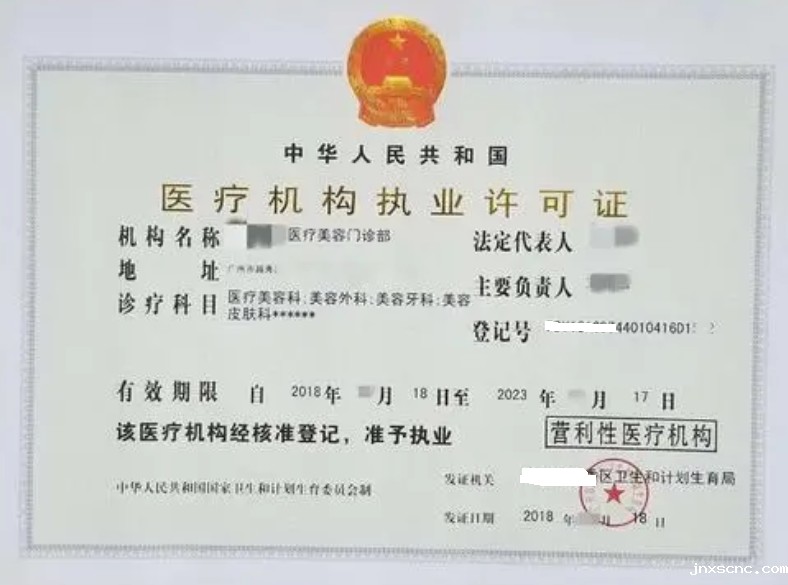 中华人民共和国
医疗机构执业许可证
机构名称 医疗美容门诊部
法定代表人
地 址 广州市越秀
主要负责人
诊疗科目 医疗美容科;美容外科;美容牙科;美容
皮肤科******
登记号 44010416D1
有效期限 自 2018年 月 18 日至 2023 年 月 17 日
该医疗机构经核准登记，准予执业
营利性医疗机构
中华人民共和国国家卫生和计划生育委员会制
发证机关 区卫生和计划生育局
发证日期 2018 年 月 18 日
jnxscnc.com